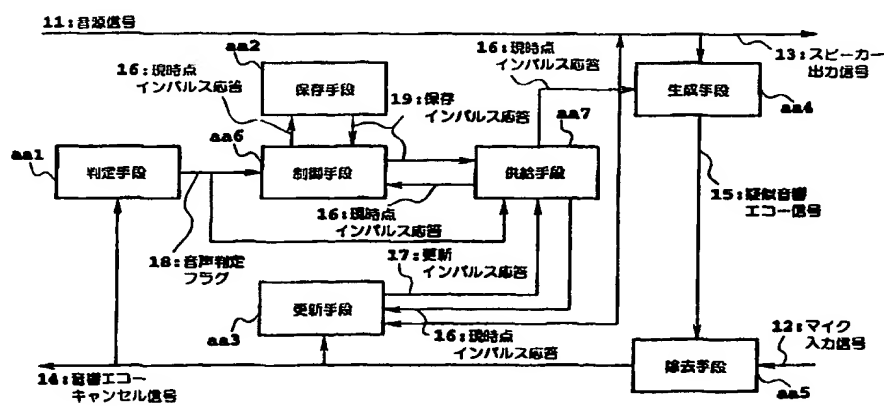 11:音源信号
13:スピーカー
出力信号
aa2
16:現時点
インパルス応答
保存手段
19:保存
インパルス応答
16:現時点
インパルス応答
aa7
生成手段
aa4
aa6
aa1
判定手段
制御手段
供給手段
16:現時点
インパルス応答
15:疑似音響
エコー信号
18:音声判定
フラグ
17:更新
インパルス応答
更新手段
aa3
16:現時点
インパルス応答
12:マイク
入力信号
除去手段
aa5
14:音響エコー
キャンセル信号